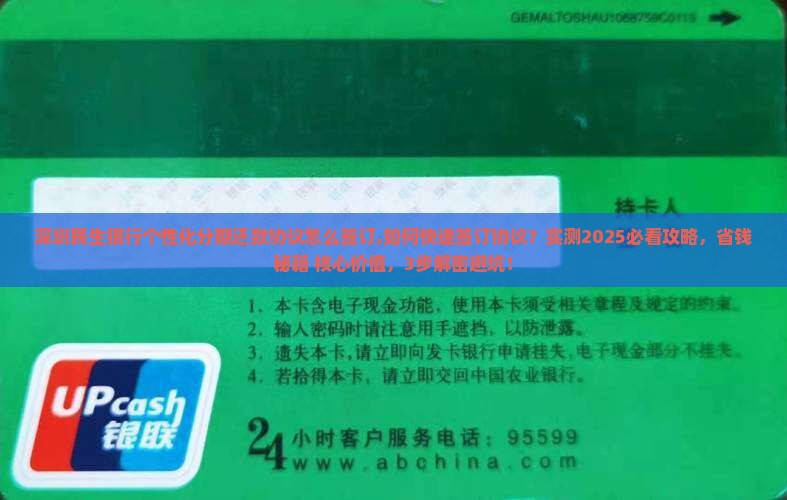 GEMALTOSHAU1068759C0119
持卡人
深圳民生银行个性化分期还款协议怎么签订,如何快速签订协议？实测2025必看攻略，省钱
秘籍 核心价值，3步解密避坑！
1、本卡含电子现金功能，使用本卡须受相关章程及规定的约束。
2、输入密码时请注意用手遮挡，以防泄露。
3、遗失本卡,请立即向发卡银行申请挂失,电子现金部分不挂失。
4、若拾得本卡，请立即交回中国农业银行。
UPcash
银联
24小时客户服务电话：95599
www.abchina.com